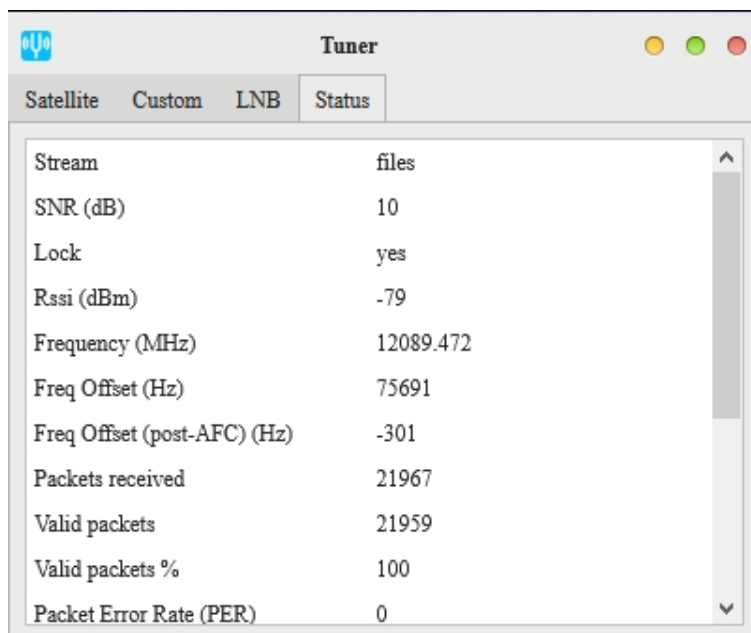 Tuner
Satellite Custom LNB Status
Stream files
SNR (dB) 10
Lock yes
Rssi (dBm) -79
Frequency (MHz) 12089.472
Freq Offset (Hz) 75691
Freq Offset (post-AFC) (Hz) -301
Packets received 21967
Valid packets 21959
Valid packets % 100
Packet Error Rate (PER) 0